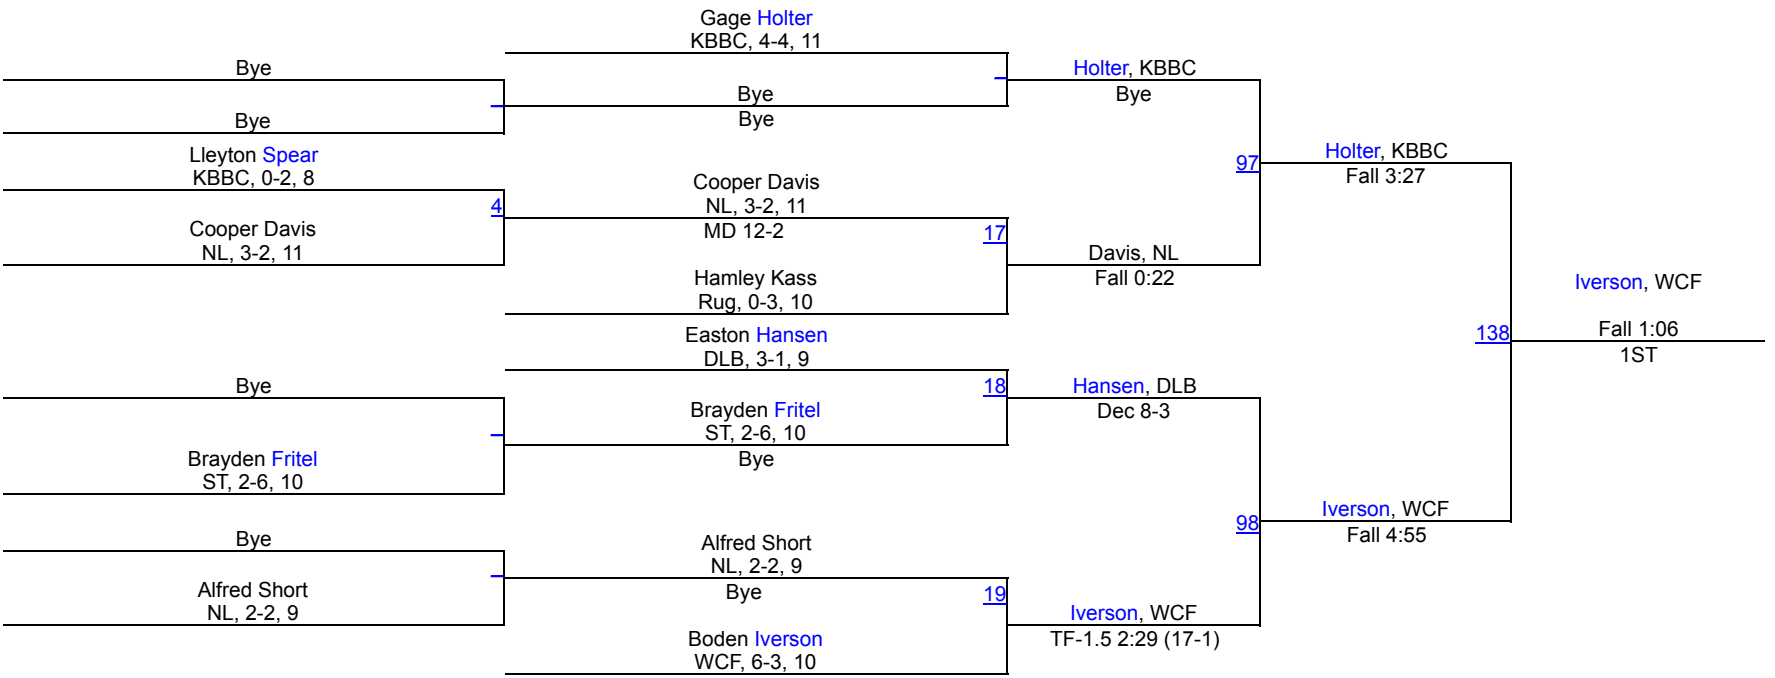 Bye
Bye
Lleyton Spear
KBBC, 0-2, 8
4
Cooper Davis
NL, 3-2, 11
Bye
Brayden Fritel
ST, 2-6, 10
Bye
Alfred Short
NL, 2-2, 9
Gage Holter
KBBC, 4-4, 11
Bye
Bye
Cooper Davis
NL, 3-2, 11
MD 12-2
17
Hamley Kass
Rug, 0-3, 10
Easton Hansen
DLB, 3-1, 9
18
Brayden Fritel
ST, 2-6, 10
Bye
Alfred Short
NL, 2-2, 9
Bye
19
Boden Iverson
WCF, 6-3, 10
Holter, KBBC
Bye
97
Davis, NL
Fall 0:22
Hansen, DLB
Dec 8-3
98
Iverson, WCF
TF-1.5 2:29 (17-1)
Holter, KBBC
Fall 3:27
138
Iverson, WCF
Fall 4:55
Iverson, WCF
Fall 1:06
1ST